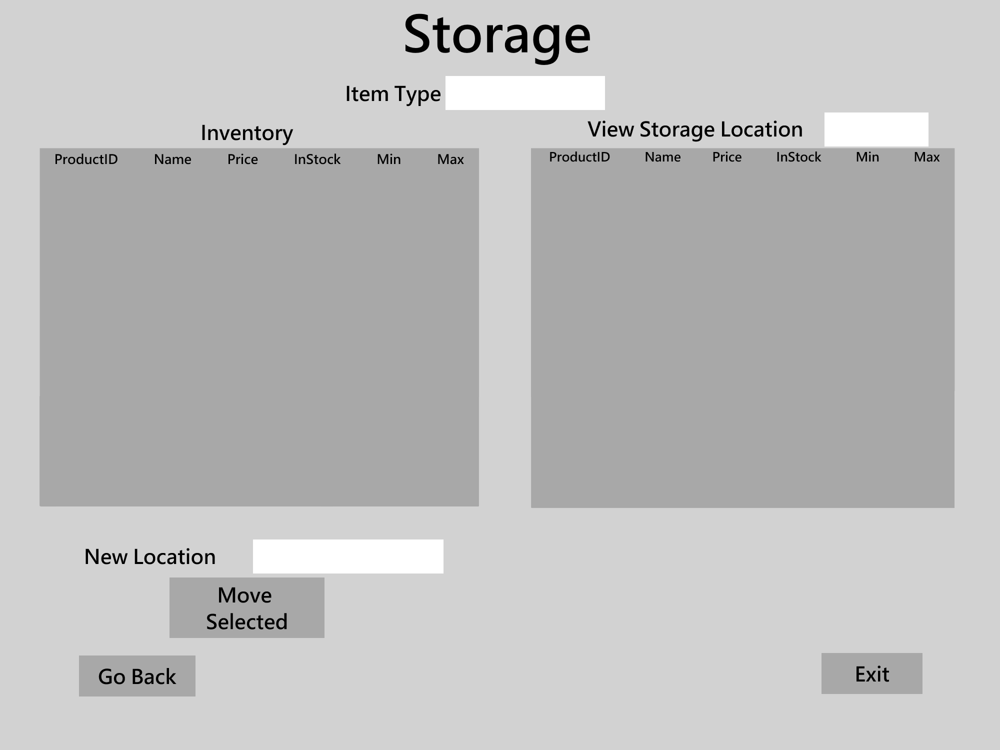 Storage
Item Type
Inventory
View Storage Location
ProductID Name Price InStock Min Max
ProductID Name Price InStock Min Max
New Location
Move
Selected
Go Back
Exit